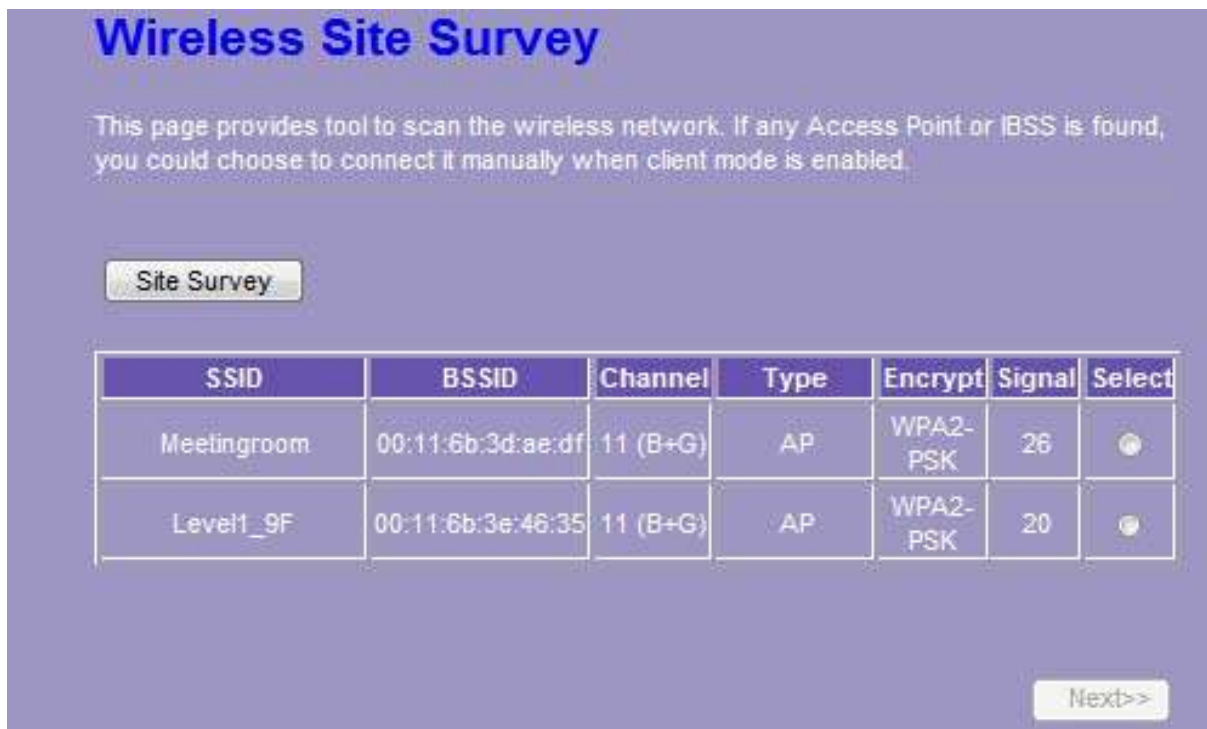 Wireless Site Survey
This page provides tool to scan the wireless network. If any Access Point or IBSS is found,
you could choose to connect it manually when client mode is enabled.
Site Survey
SSID BSSID Channel Type Encrypt Signal Select
Meetingroom 00:11:6b:3d:ae:df 11 (B+G) AP WPA2-PSK 26
Level1_9F 00:11:6b:3e:46:35 11 (B+G) AP WPA2-PSK 20
Next>>